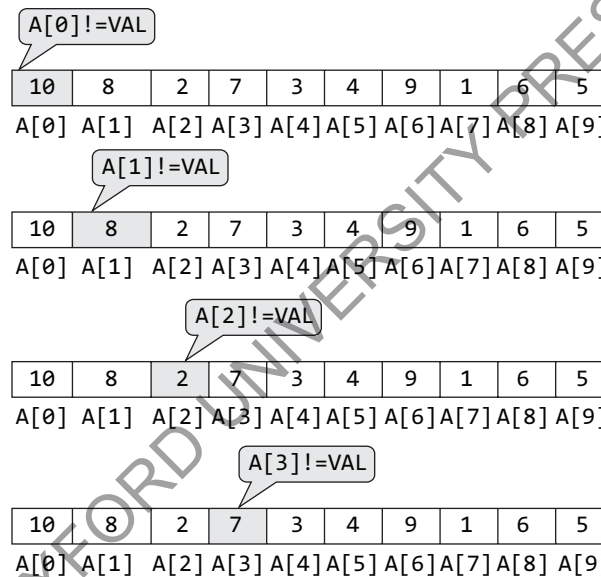 A[0]!=VAL
10 8 2 7 3 4 9 1 6 5
A[0] A[1] A[2] A[3] A[4] A[5] A[6] A[7] A[8] A[9]
A[1]!=VAL
10 8 2 7 3 4 9 1 6 5
A[0] A[1] A[2] A[3] A[4] A[5] A[6] A[7] A[8] A[9]
A[2]!=VAL
10 8 2 7 3 4 9 1 6 5
A[0] A[1] A[2] A[3] A[4] A[5] A[6] A[7] A[8] A[9]
A[3]!=VAL
10 8 2 7 3 4 9 1 6 5
A[0] A[1] A[2] A[3] A[4] A[5] A[6] A[7] A[8] A[9
XFORD UNIVERSITY PRES